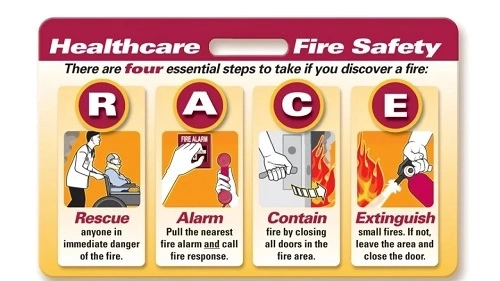 Healthcare Fire Safety
There are four essential steps to take if you discover a fire:
R
A
C
E
FIRE ALARM
Rescue
anyone in
immediate danger
of the fire.
Alarm
Pull the nearest
fire alarm and call
fire response.
Contain
fire by closing
all doors in the
fire area.
Extinguish
small fires. If not,
leave the area and
close the door.